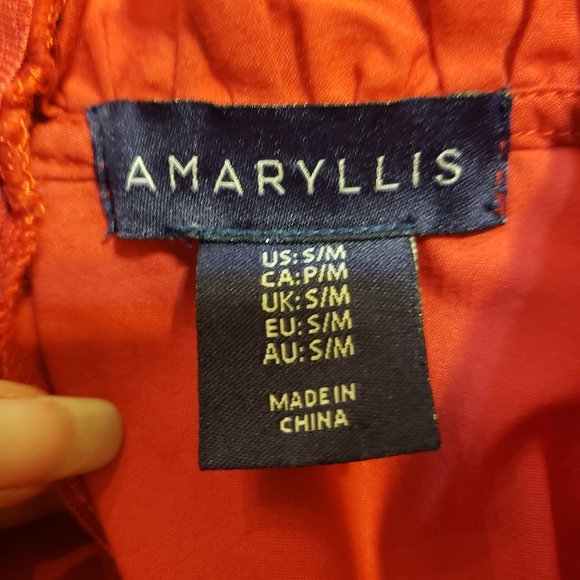 AMARYLLIS
US: S/M
CA: P/M
UK: S/M
EU: S/M
AU: S/M
MADE IN
CHINA